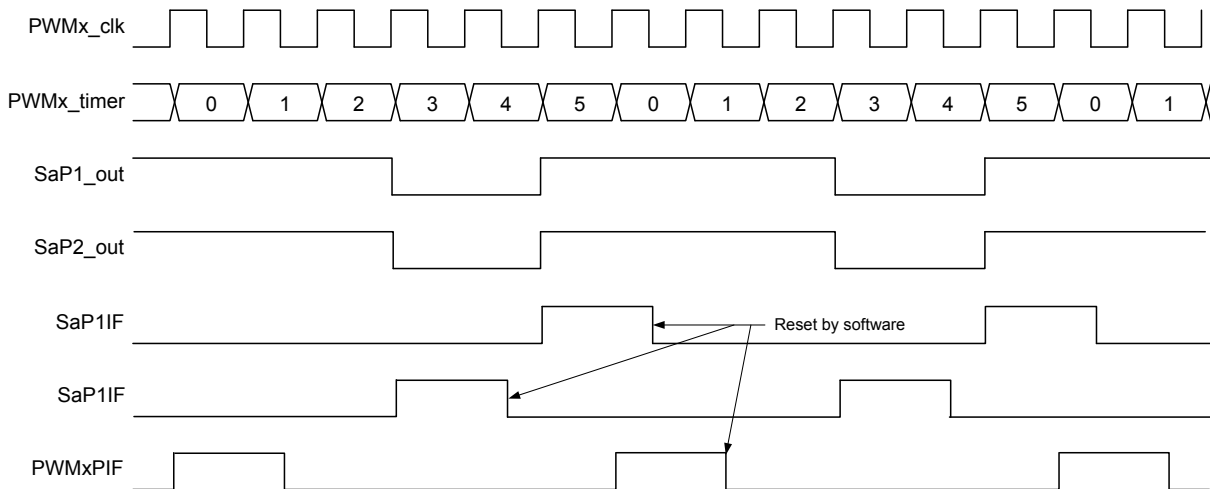 PWMx_clk
PWMx_timer 0 1 2 3 4 5 0 1 2 3 4 5 0 1
SaP1_out
SaP2_out
SaP1IF
Reset by software
SaP1IF
PWMxPIF